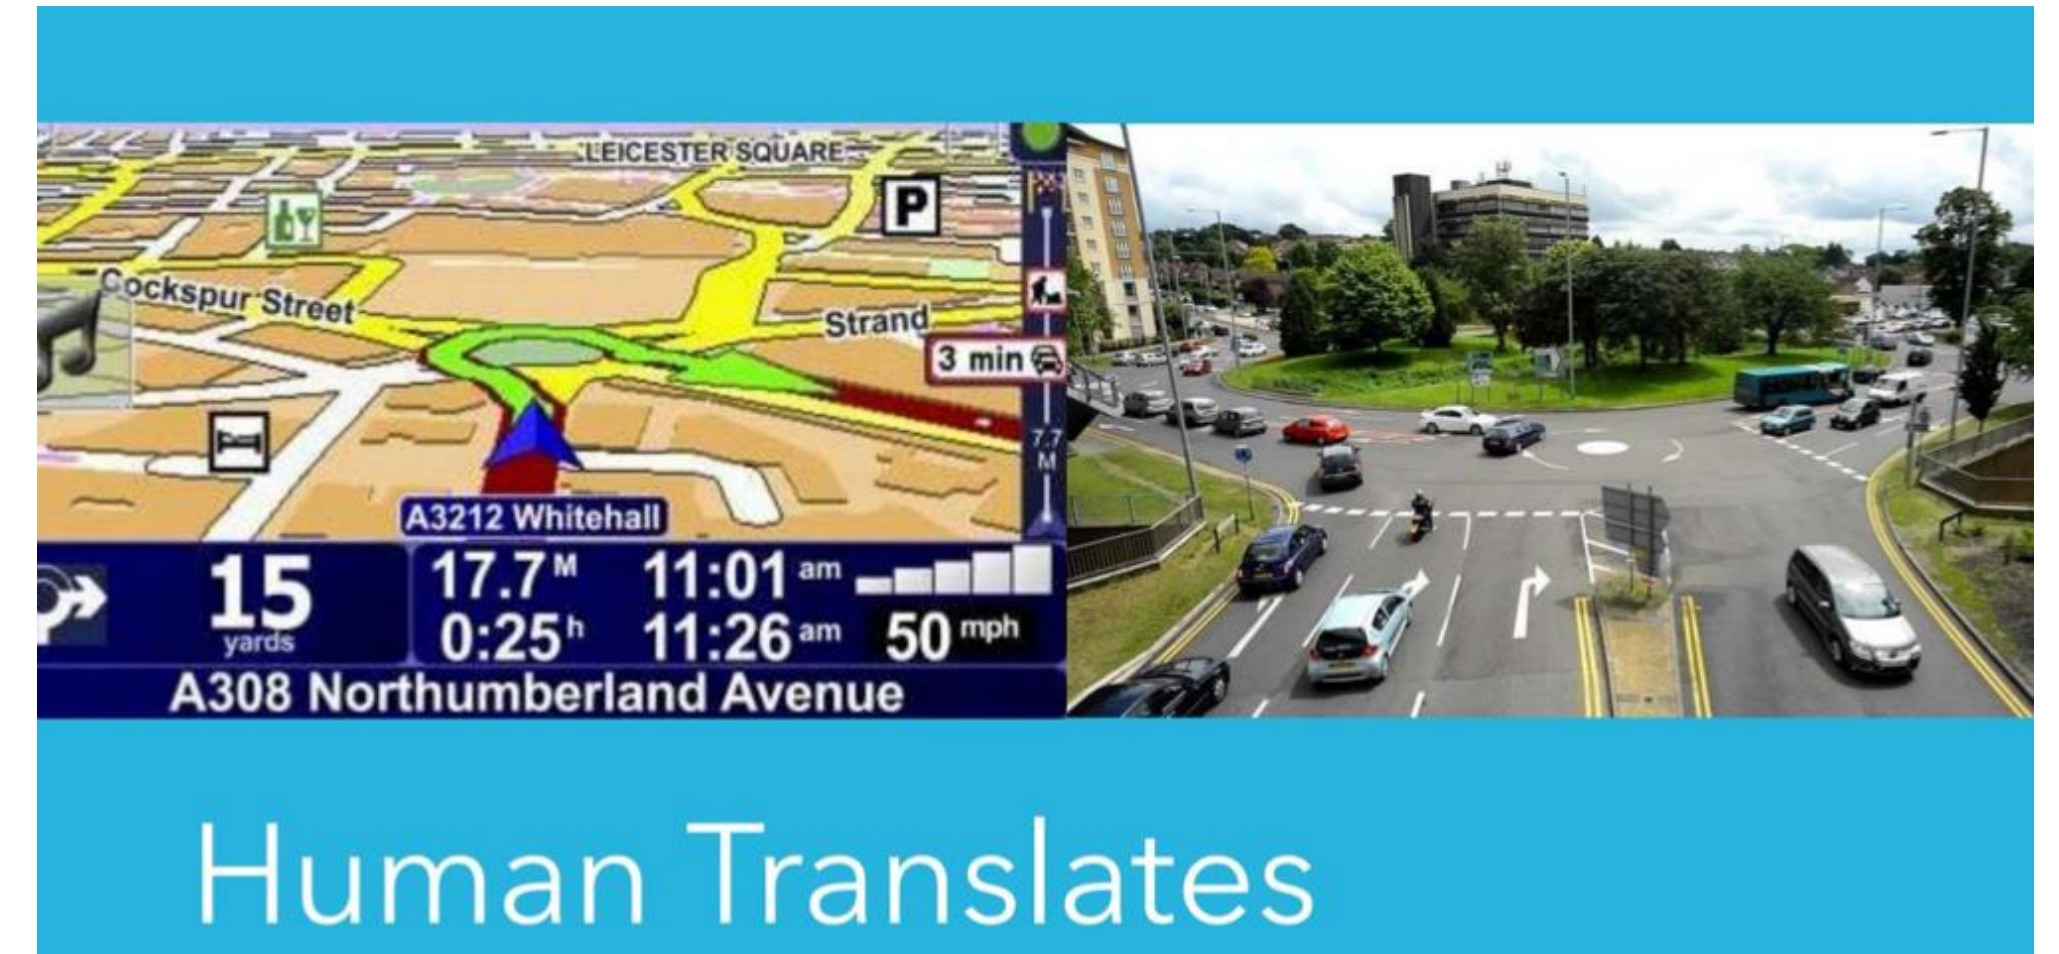 LEICESTER SQUARE
P
Cockspur Street
Strand
3 min
7.7
M
A3212 Whitehall
15
yards
17.7 M
11:01 am
0:25 h
11:26 am
50 mph
A308 Northumberland Avenue
Human Translates